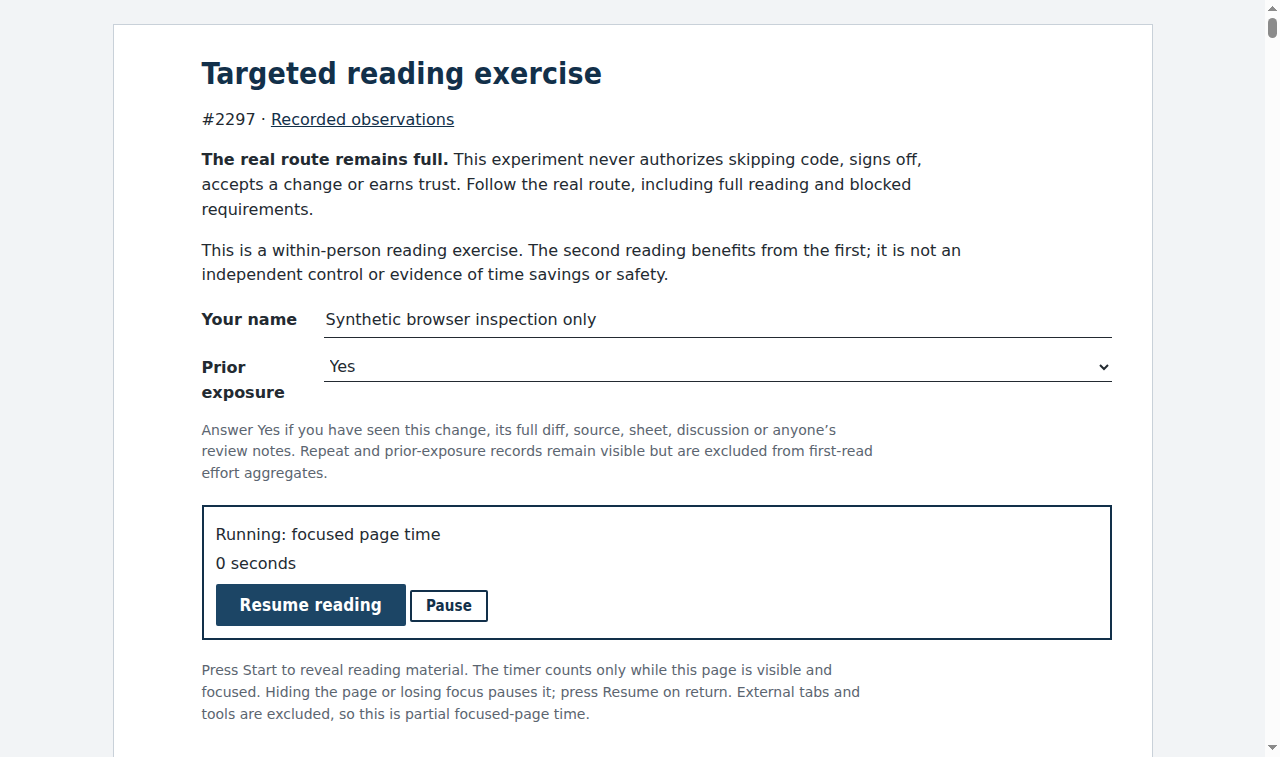 Targeted reading exercise
#2297 · Recorded observations
The real route remains full. This experiment never authorizes skipping code, signs off,
accepts a change or earns trust. Follow the real route, including full reading and blocked
requirements.
This is a within-person reading exercise. The second reading benefits from the first; it is not an
independent control or evidence of time savings or safety.
Your name Synthetic browser inspection only
Prior exposure Yes
Answer Yes if you have seen this change, its full diff, source, sheet, discussion or anyone’s
review notes. Repeat and prior-exposure records remain visible but are excluded from first-read
effort aggregates.
Running: focused page time
0 seconds
Resume reading Pause
Press Start to reveal reading material. The timer counts only while this page is visible and
focused. Hiding the page or losing focus pauses it; press Resume on return. External tabs and
tools are excluded, so this is partial focused-page time.